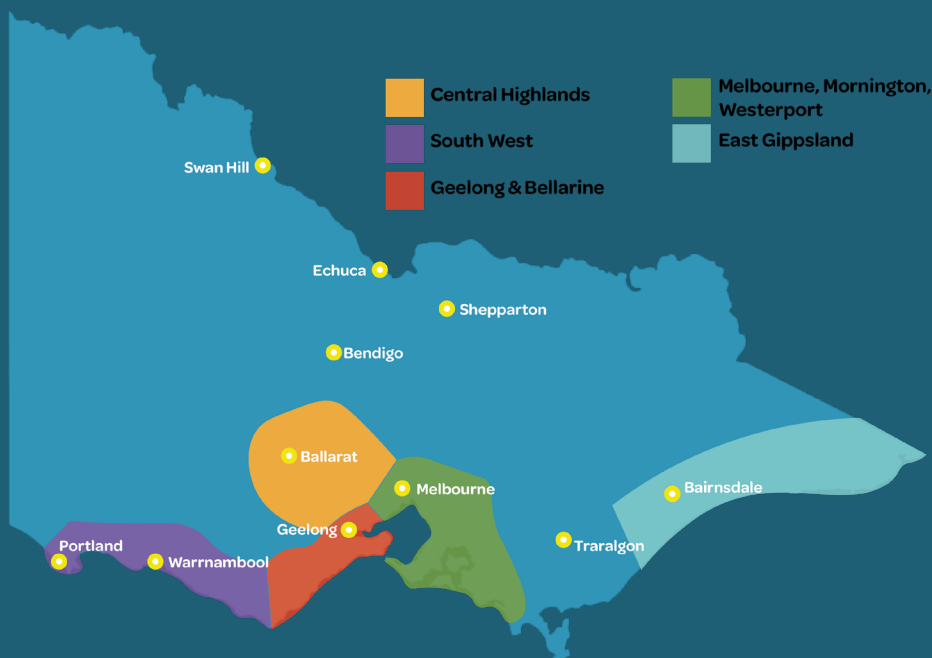 Central Highlands
South West
Geelong & Bellarine
Melbourne, Mornington,
Westerport
East Gippsland
Swan Hill
Echuca
Shepparton
Bendigo
Ballarat
Melbourne
Bairnsdale
Geelong
Traralgon
Portland
Warrnambool